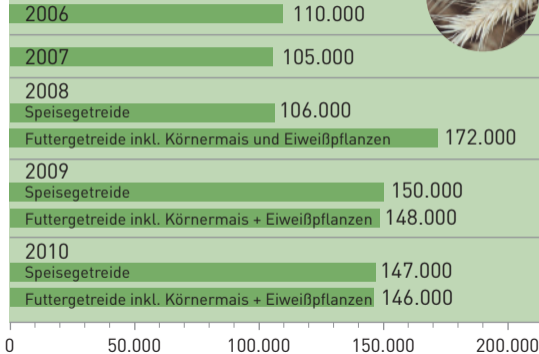 2006 110.000
2007 105.000
2008
Speisegetreide 106.000
Futtergetreide inkl. Körnermais und Eiweißpflanzen 172.000
2009
Speisegetreide 150.000
Futtergetreide inkl. Körnermais + Eiweißpflanzen 148.000
2010
Speisegetreide 147.000
Futtergetreide inkl. Körnermais + Eiweißpflanzen 146.000
0 50.000 100.000 150.000 200.000